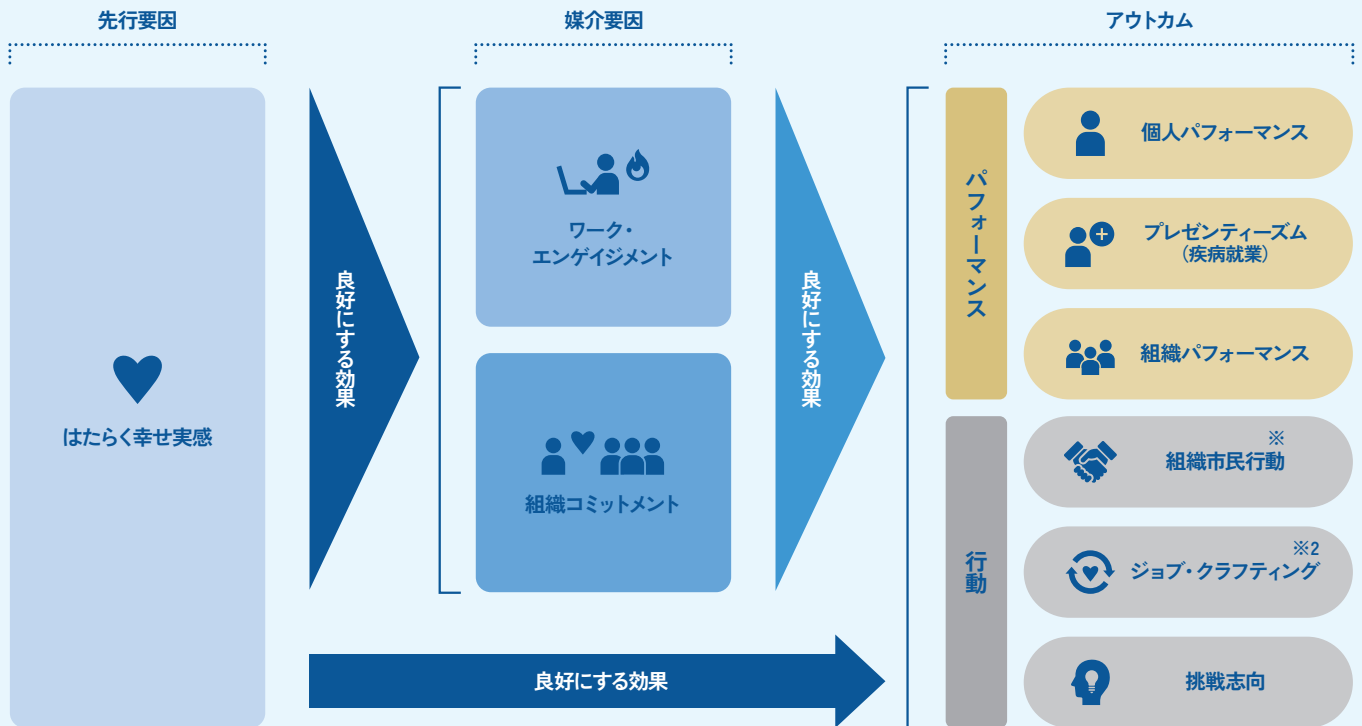 先行要因
媒介要因
アウトカム
はたらく幸せ実感
良好にする効果
ワーク・
エンゲイジメント
組織コミットメント
良好にする効果
良好にする効果
パフォーマンス
個人パフォーマンス
プレゼンティーズム
（疾病就業）
組織パフォーマンス
行動
※
組織市民行動
※2
ジョブ・クラフティング
挑戦志向